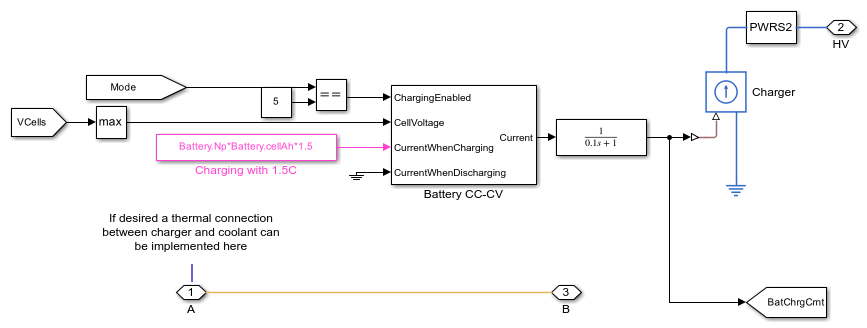 PWRS2
2
HV
Mode
5
==
ChargingEnabled
Charger
VCells
max
CellVoltage
Current
1
0.1s + 1
Battery.Np*Battery.cellAh*1.5
CurrentWhenCharging
Charging with 1.5C
CurrentWhenDischarging
Battery CC-CV
If desired a thermal connection
between charger and coolant can
be implemented here
1
A
3
B
BatChrgCmt